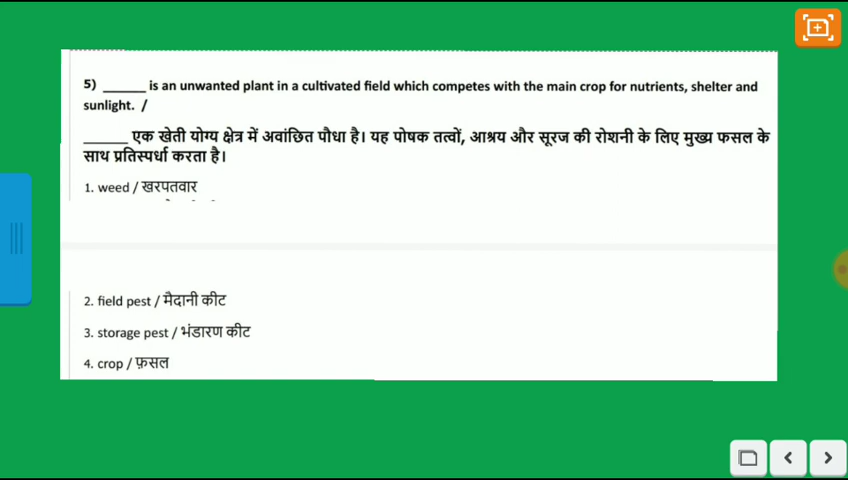 5) ______ is an unwanted plant in a cultivated field which competes with the main crop for nutrients, shelter and
sunlight. /
______ एक खेती योग्य क्षेत्र में अवांछित पौधा है। यह पोषक तत्वों, आश्रय और सूरज की रोशनी के लिए मुख्य फसल के
साथ प्रतिस्पर्धा करता है।
1. weed / खरपतवार
2. field pest / मैदानी कीट
3. storage pest / भंडारण कीट
4. crop / फ़सल